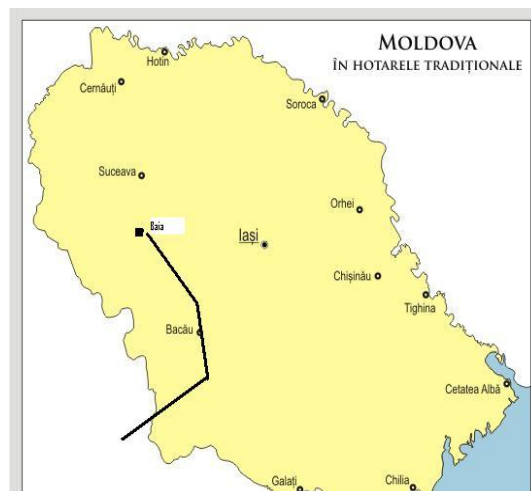 MOLDOVA
ÎN HOTARELE TRADIȚIONALE
Hotin
Cernăuți
Soroca
Suceava
Orhei
Baia
Iași
Chișinău
Tighina
Bacău
Cetatea Albă
Galați
Chilia